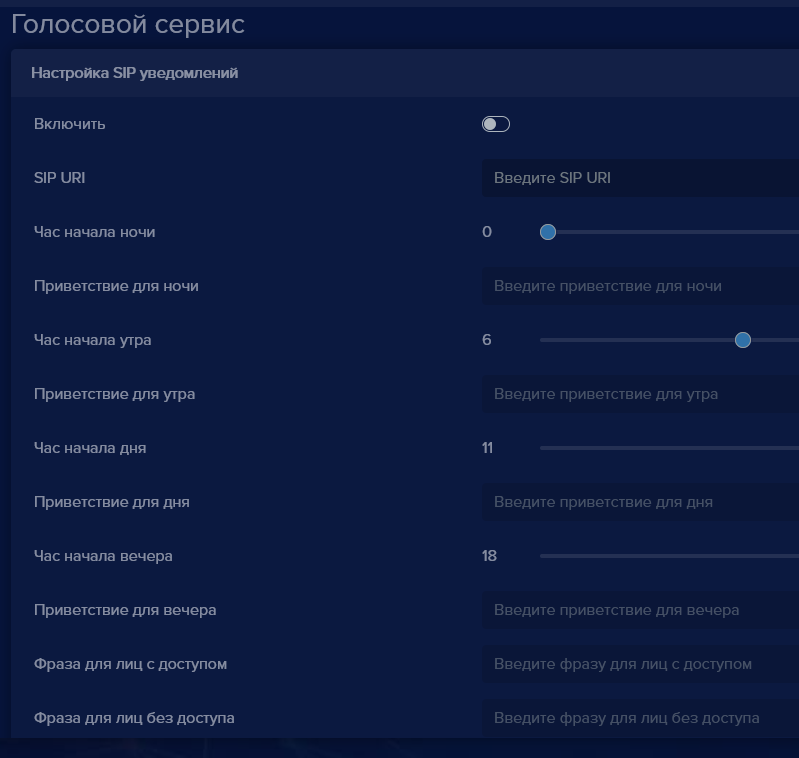 Голосовой сервис
Настройка SIP уведомлений
Включить
SIP URI Введите SIP URI
Час начала ночи 0
Приветствие для ночи Введите приветствие для ночи
Час начала утра 6
Приветствие для утра Введите приветствие для утра
Час начала дня 11
Приветствие для дня Введите приветствие для дня
Час начала вечера 18
Приветствие для вечера Введите приветствие для вечера
Фраза для лиц с доступом Введите фразу для лиц с доступом
Фраза для лиц без доступа Введите фразу для лиц без доступа